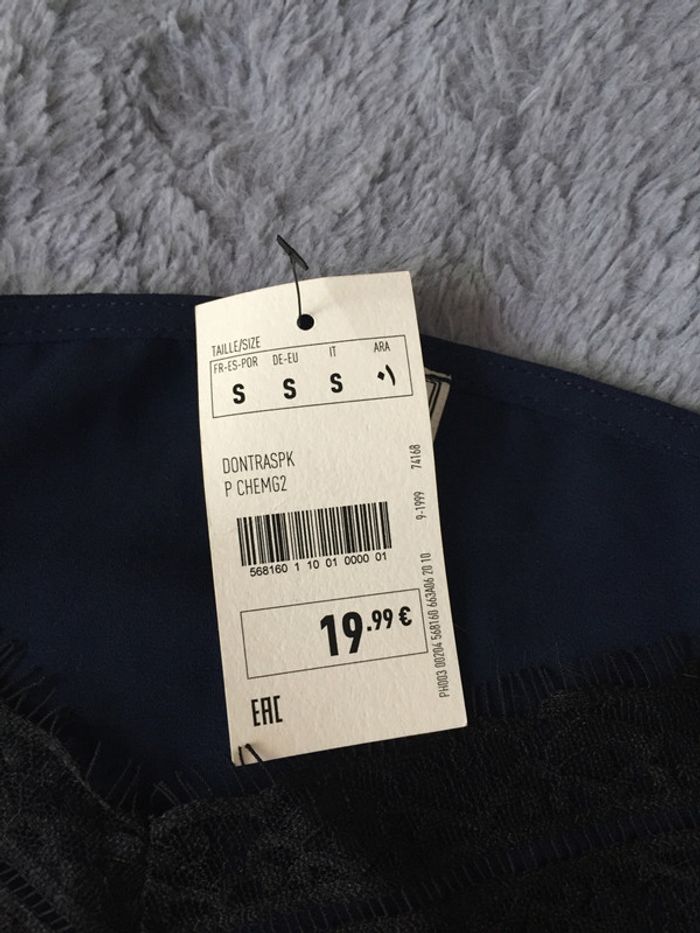 TAILLE/SIZE
FR-ES-POR DE-EU IT ARA
S S S ٠١
DONTRASPK
P CHEMG2
568160 1 10 01 0000 01
19.99 €
EAC
PH003 00204 568160 663A06 20 10 9-1999 74168